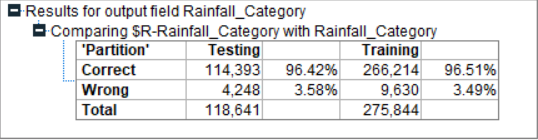 Results for output field Rainfall_Category
Comparing $R-Rainfall_Category with Rainfall_Category
'Partition' Testing Training
Correct 114,393 96.42% 266,214 96.51%
Wrong 4,248 3.58% 9,630 3.49%
Total 118,641 275,844